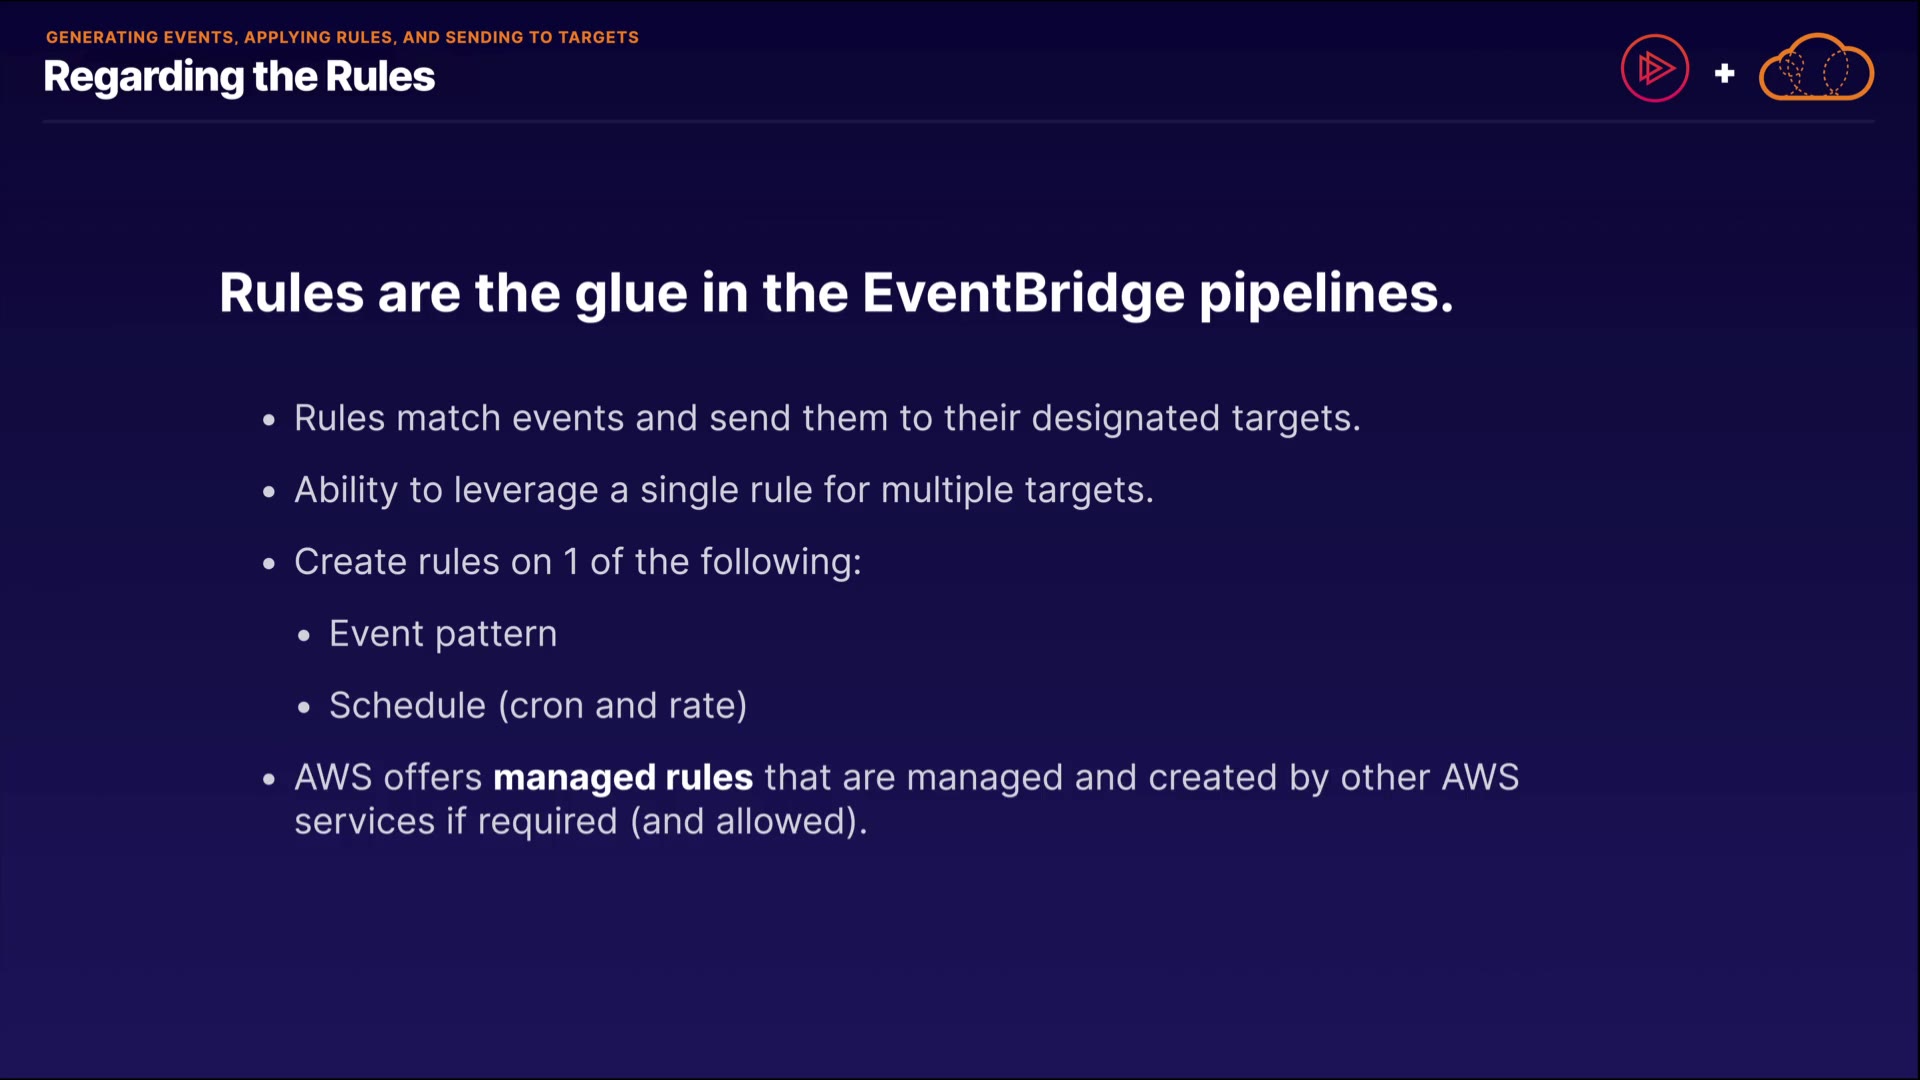 GENERATING EVENTS, APPLYING RULES, AND SENDING TO TARGETS
Regarding the Rules
Rules are the glue in the EventBridge pipelines.
• Rules match events and send them to their designated targets.
• Ability to leverage a single rule for multiple targets.
• Create rules on 1 of the following:
• Event pattern
• Schedule (cron and rate)
• AWS offers managed rules that are managed and created by other AWS
services if required (and allowed).